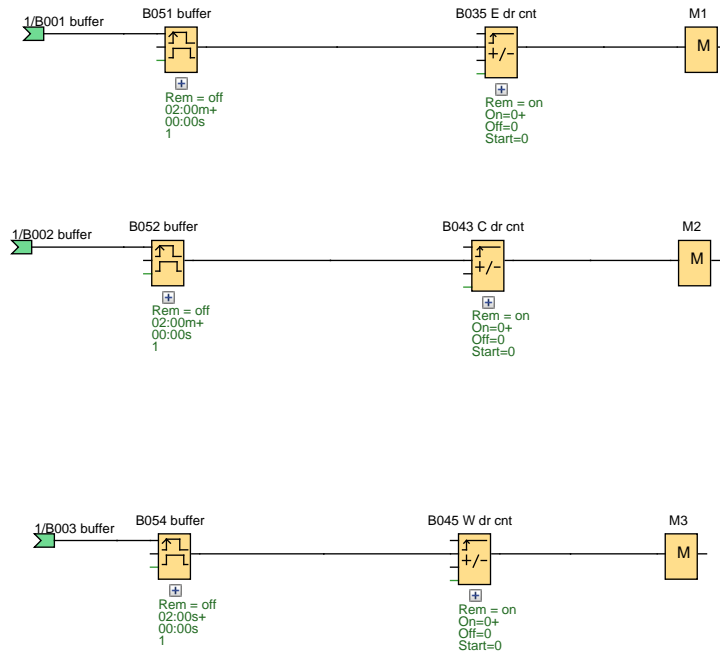 1/B001 buffer
B051 buffer
B035 E dr cnt
M1
+/-
M
Rem = off
02:00m+
00:00s
1
Rem = on
On=0+
Off=0
Start=0
1/B002 buffer
B052 buffer
B043 C dr cnt
M2
+/-
M
Rem = off
02:00m+
00:00s
1
Rem = on
On=0+
Off=0
Start=0
1/B003 buffer
B054 buffer
B045 W dr cnt
M3
+/-
M
Rem = off
02:00s+
00:00s
1
Rem = on
On=0+
Off=0
Start=0